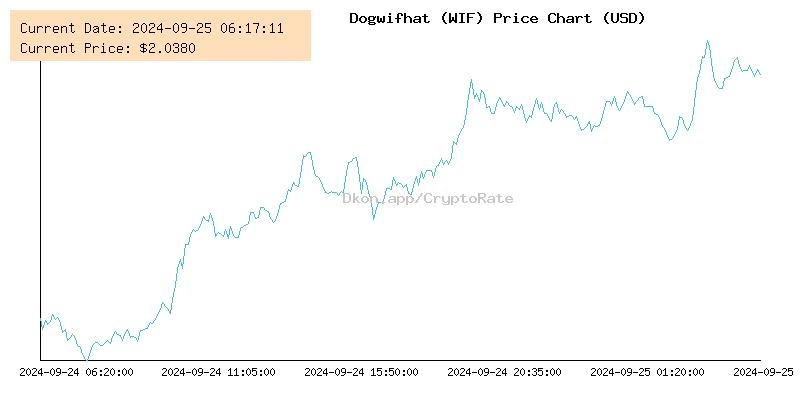 Dogwifhat (WIF) Price Chart (USD)
Current Date: 2024-09-25 06:17:11
Current Price: $2.0380
Dkon.app/CryptoRate
2024-09-24 06:20:00 2024-09-24 11:05:00 2024-09-24 15:50:00 2024-09-24 20:35:00 2024-09-25 01:20:00 2024-09-25